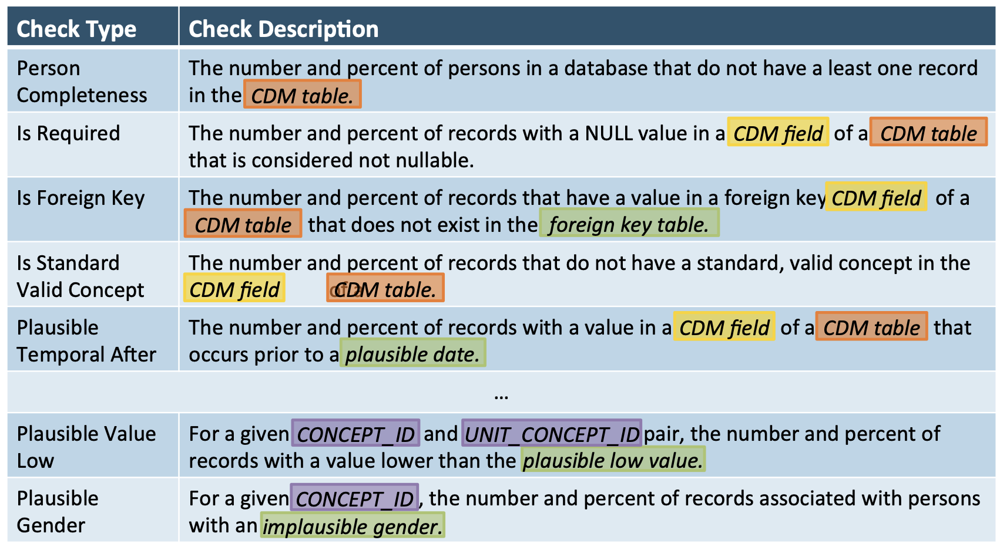 Check Type
Check Description
Person
Completeness
The number and percent of persons in a database that do not have a least one record
in the CDM table.
Is Required
The number and percent of records with a NULL value in a CDM field of a CDM table
that is considered not nullable.
Is Foreign Key
The number and percent of records that have a value in a foreign key CDM field of a
CDM table that does not exist in the foreign key table.
Is Standard
Valid Concept
The number and percent of records that do not have a standard, valid concept in the
CDM field of a CDM table.
Plausible
Temporal After
The number and percent of records with a value in a CDM field of a CDM table that
occurs prior to a plausible date.
...
Plausible Value
Low
For a given CONCEPT_ID and UNIT_CONCEPT_ID pair, the number and percent of
records with a value lower than the plausible low value.
Plausible
Gender
For a given CONCEPT_ID, the number and percent of records associated with persons
with an implausible gender.